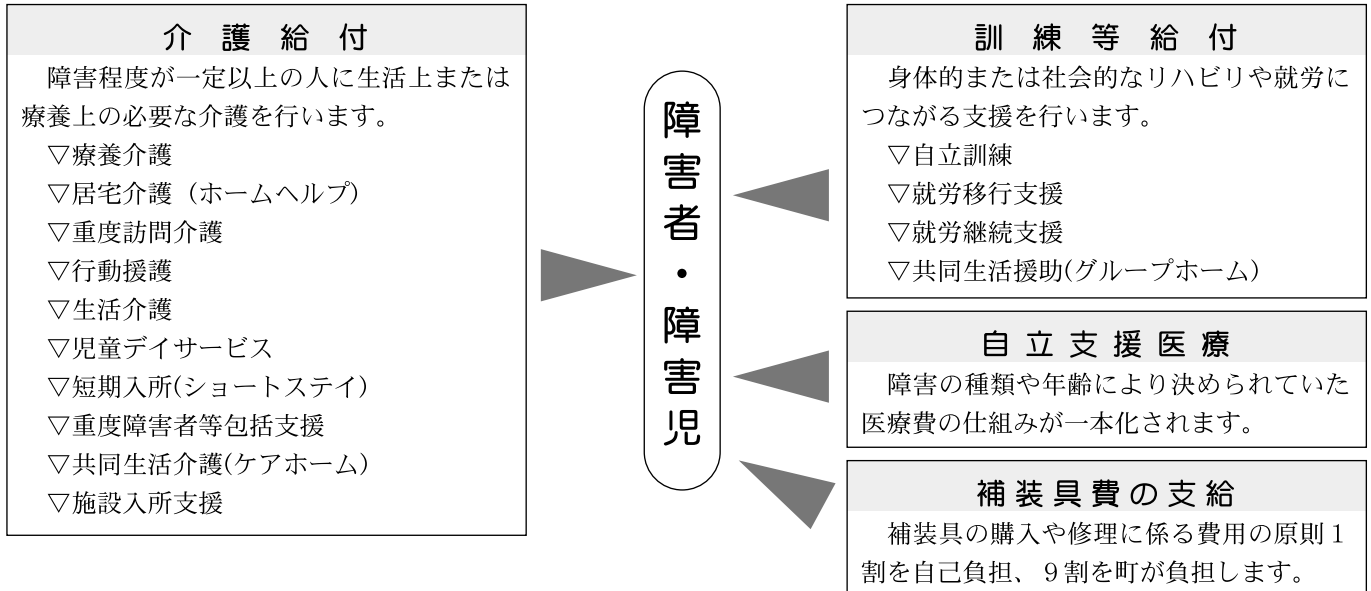 介護給付
障害程度が一定以上の人に生活上または
療養上の必要な介護を行います。
▽療養介護
▽居宅介護（ホームヘルプ）
▽重度訪問介護
▽行動援護
▽生活介護
▽児童デイサービス
▽短期入所(ショートステイ）
▽重度障害者等包括支援
▽共同生活介護(ケアホーム）
▽施設入所支援
障害者・障害児
訓練等給付
身体的または社会的なリハビリや就労に
つながる支援を行います。
▽自立訓練
▽就労移行支援
▽就労継続支援
▽共同生活援助(グループホーム）
自立支援医療
障害の種類や年齢により決められていた
医療費の仕組みが一本化されます。
補装具費の支給
補装具の購入や修理に係る費用の原則１
割を自己負担、９割を町が負担します。